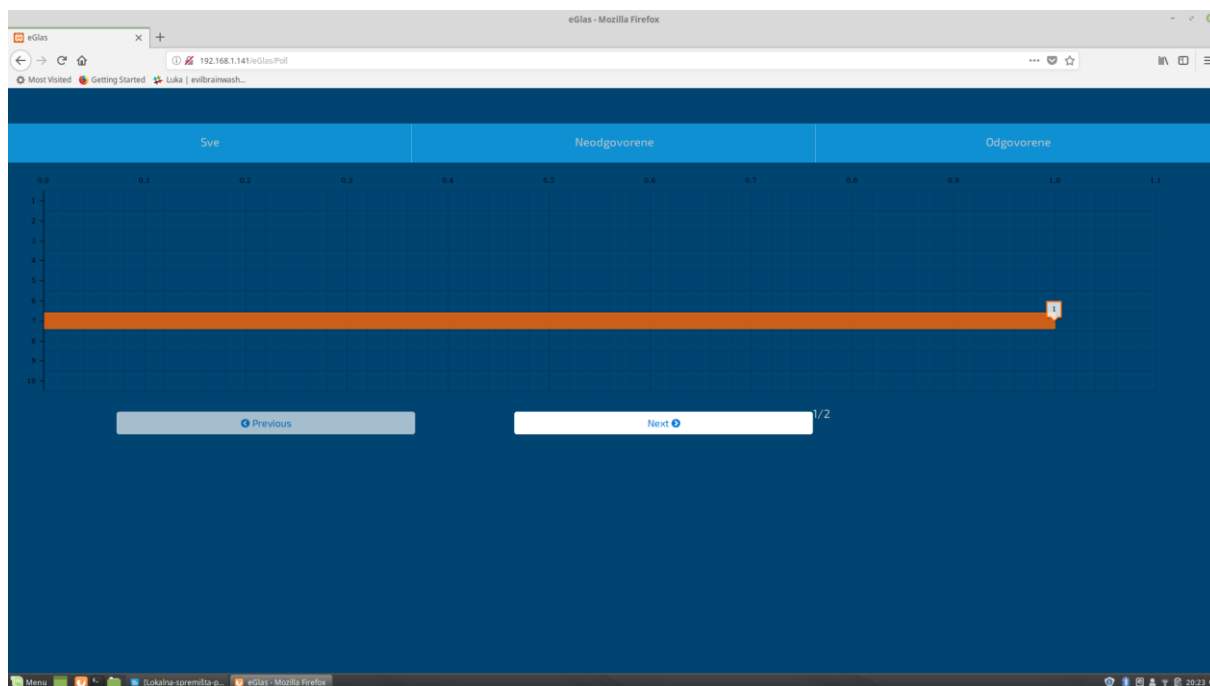 eGlas - Mozilla Firefox
eGlas
192.168.1.141/eGlas/Poll
Most Visited Getting Started Luka | evilbrainwash...
Sve Neodgovorene Odgovorene
0.0 0.1 0.2 0.3 0.4 0.5 0.6 0.7 0.8 0.9 1.0 1.1
1
2
3
4
5
6
1
7
8
9
10
Previous Next 1/2
Menu [Lokalna-spremišta-p... eGlas - Mozilla Firefox 20:23